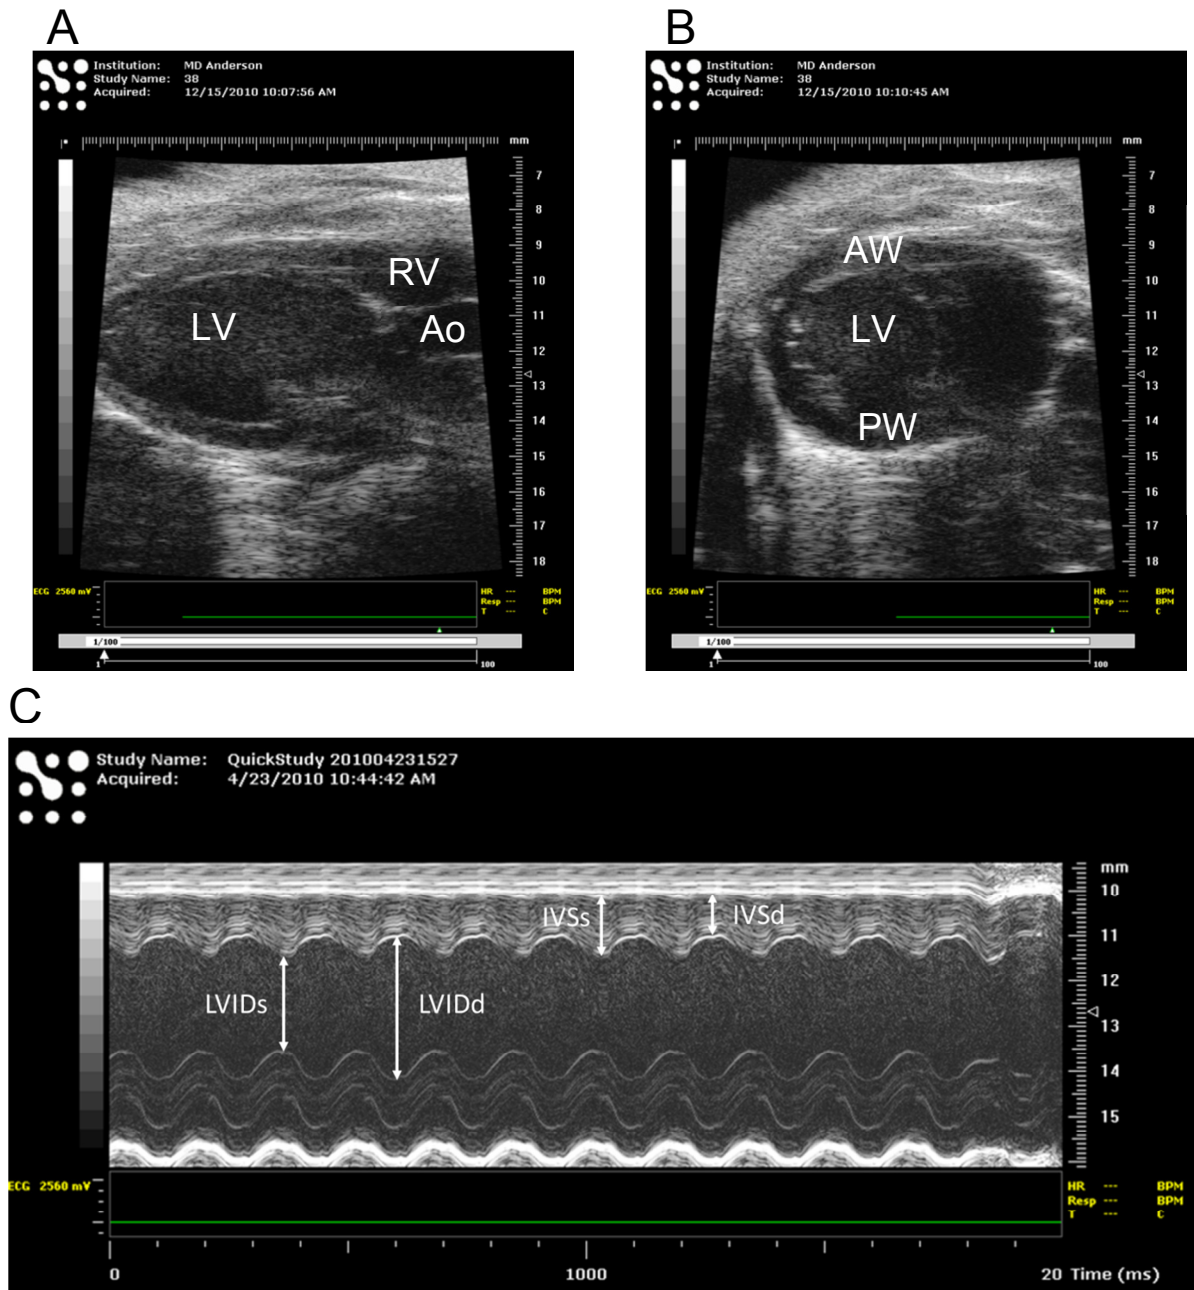 A
Institution: MD Anderson
Study Name: 38
Acquired: 12/15/2010 10:07:56 AM
mm
7
8
9
10
11
12
13
14
15
16
17
18
RV
LV
Ao
ECG 2560 mV
HR --- BPM
Resp --- BPM
T --- C
1/100
1
100
B
Institution: MD Anderson
Study Name: 38
Acquired: 12/15/2010 10:10:45 AM
mm
7
8
9
10
11
12
13
14
15
16
17
18
AW
LV
PW
ECG 2560 mV
HR --- BPM
Resp --- BPM
T --- C
1/100
1
100
C
Study Name: QuickStudy 201004231527
Acquired: 4/23/2010 10:44:42 AM
mm
10
11
12
13
14
15
IVSs
IVSd
LVIDs
LVIDd
ECG 2560 mV
HR --- BPM
Resp --- BPM
T --- C
0 1000 20 Time (ms)